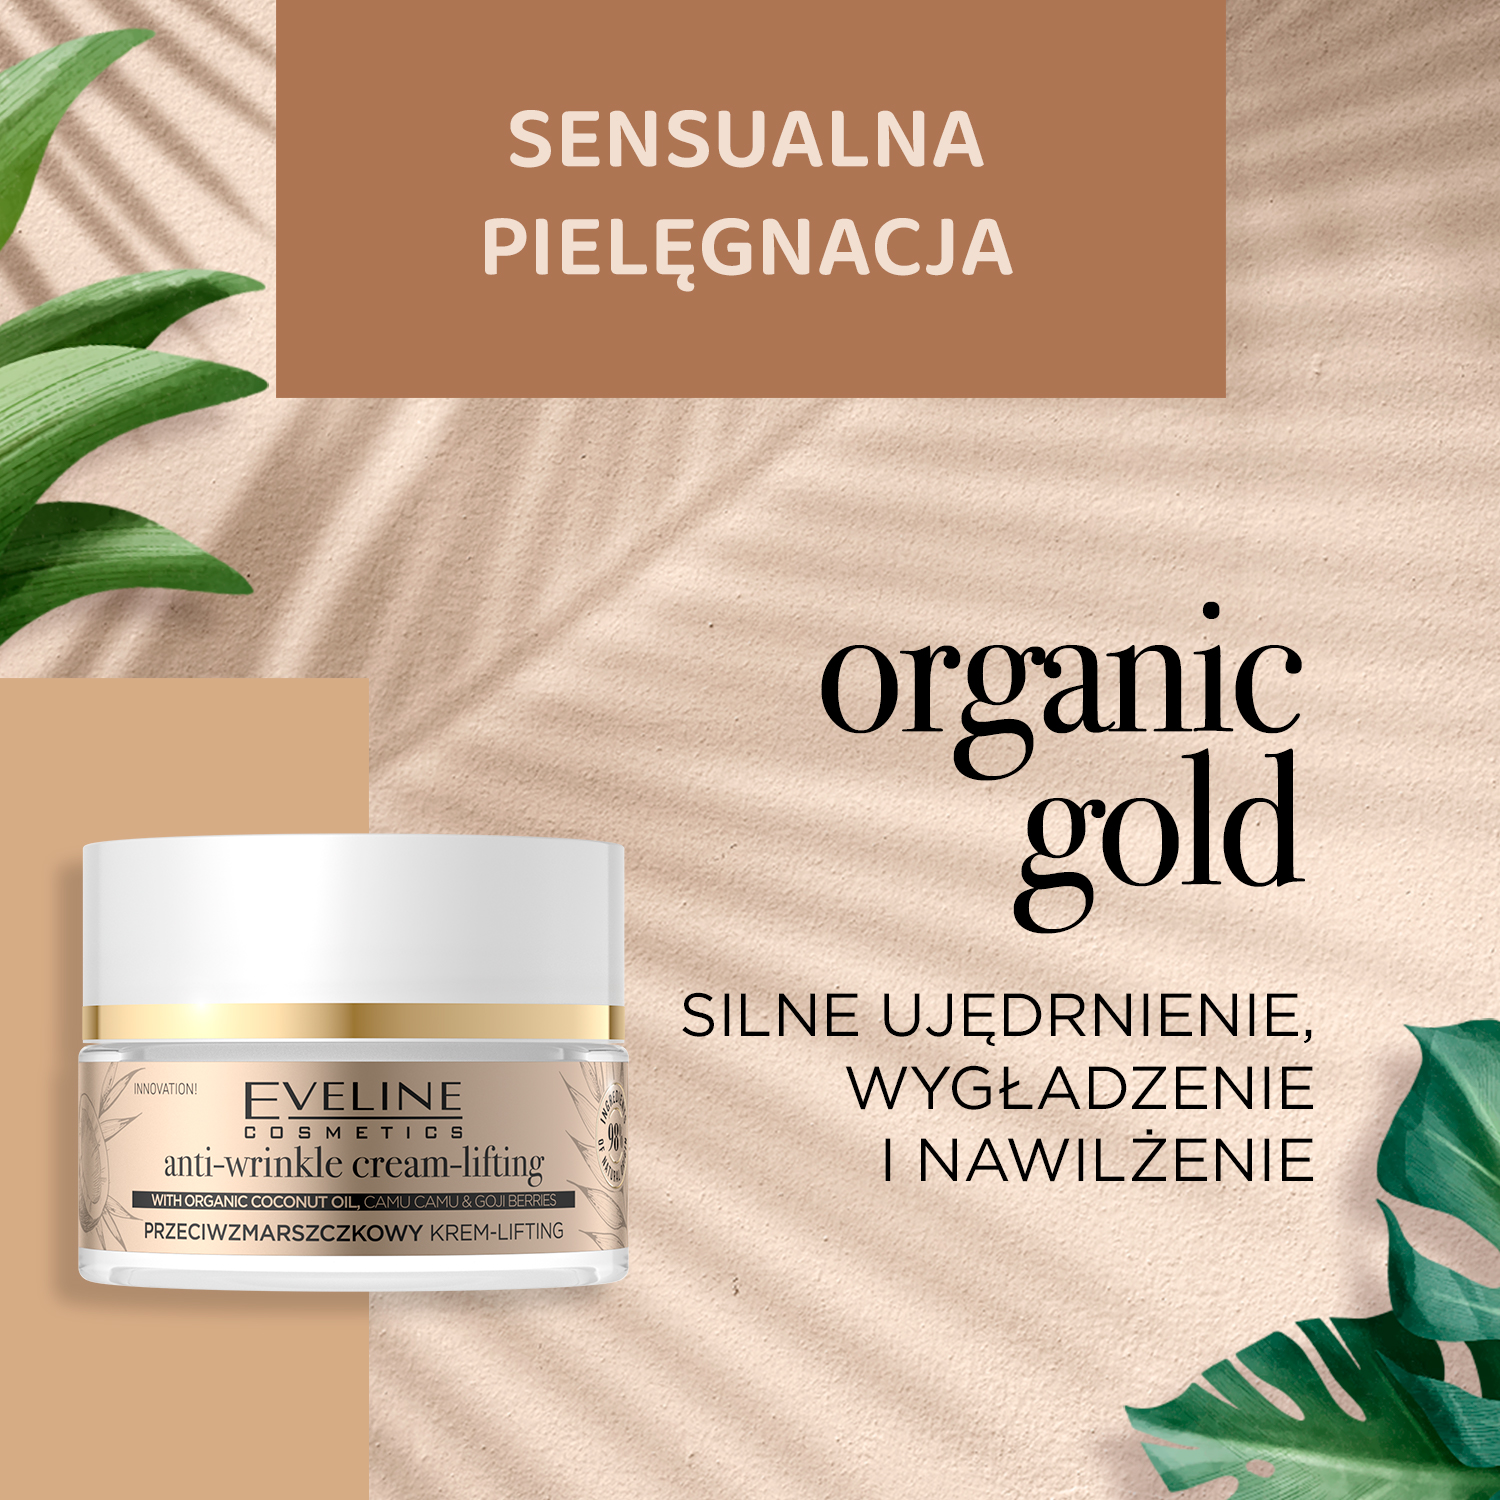 SENSUALNA
PIELĘGNACJA
organic
gold
SILNE UJĘDRNIENIE,
WYGŁADZENIE
I NAWILŻENIE
INNOVATION!
EVELINE
COSMETICS
anti-wrinkle cream-lifting
WITH ORGANIC COCONUT OIL, CAMU CAMU & GOJI BERRIES
PRZECIWZMARSZCZKOWY KREM-LIFTING